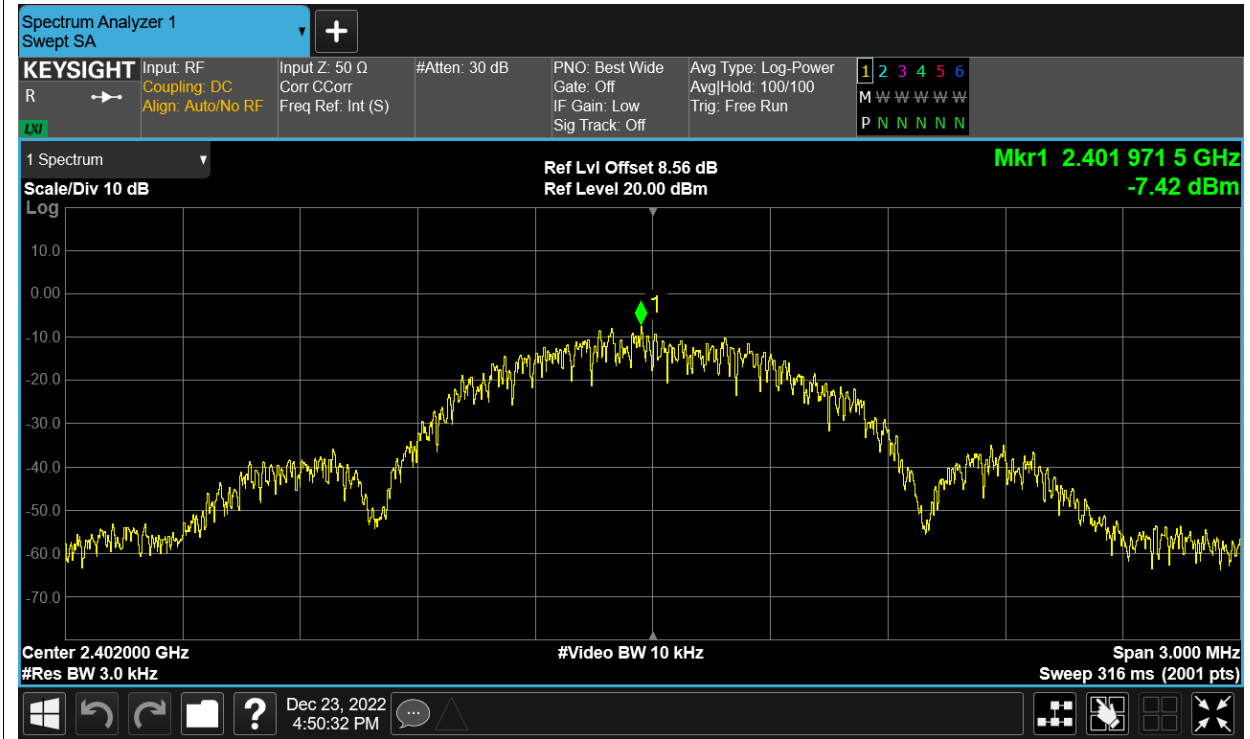 Spectrum Analyzer 1
Swept SA
KEYSIGHT
R
LXI
Input: RF
Coupling: DC
Align: Auto/No RF
Input Z: 50 Ω
Corr CCorr
Freq Ref: Int (S)
#Atten: 30 dB
PNO: Best Wide
Gate: Off
IF Gain: Low
Sig Track: Off
Avg Type: Log-Power
Avg|Hold: 100/100
Trig: Free Run
1 2 3 4 5 6
M W W W W W
P N N N N N
1 Spectrum
Scale/Div 10 dB
Log
Ref Lvl Offset 8.56 dB
Ref Level 20.00 dBm
Mkr1 2.401 971 5 GHz
-7.42 dBm
10.0
0.00
-10.0
-20.0
-30.0
-40.0
-50.0
-60.0
-70.0
1
Center 2.402000 GHz
#Res BW 3.0 kHz
#Video BW 10 kHz
Span 3.000 MHz
Sweep 316 ms (2001 pts)
?
Dec 23, 2022
4:50:32 PM